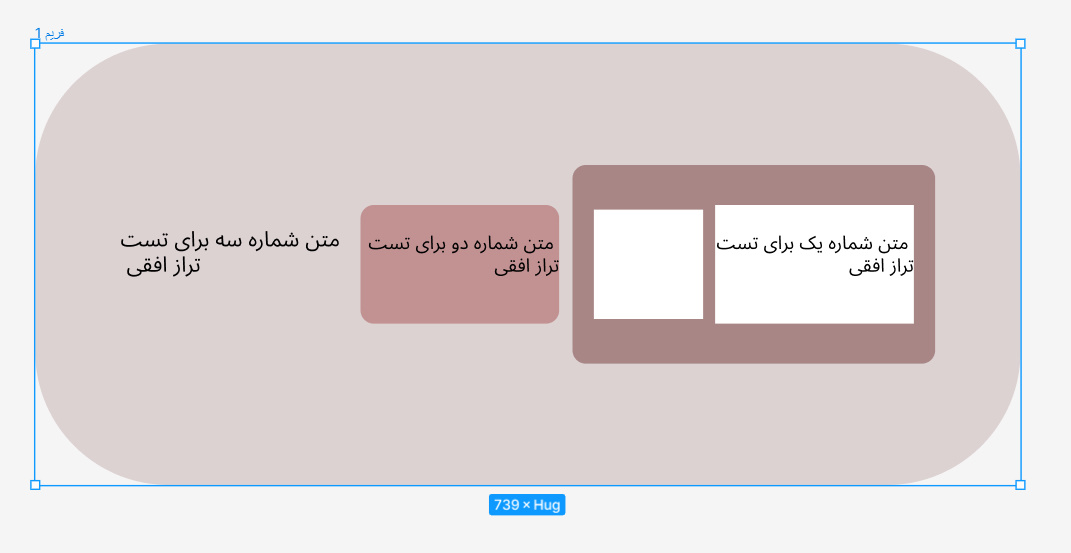 فریم 1
متن شماره یک برای تست
تراز افقی
متن شماره دو برای تست
تراز افقی
متن شماره سه برای تست
تراز افقی
739 × Hug